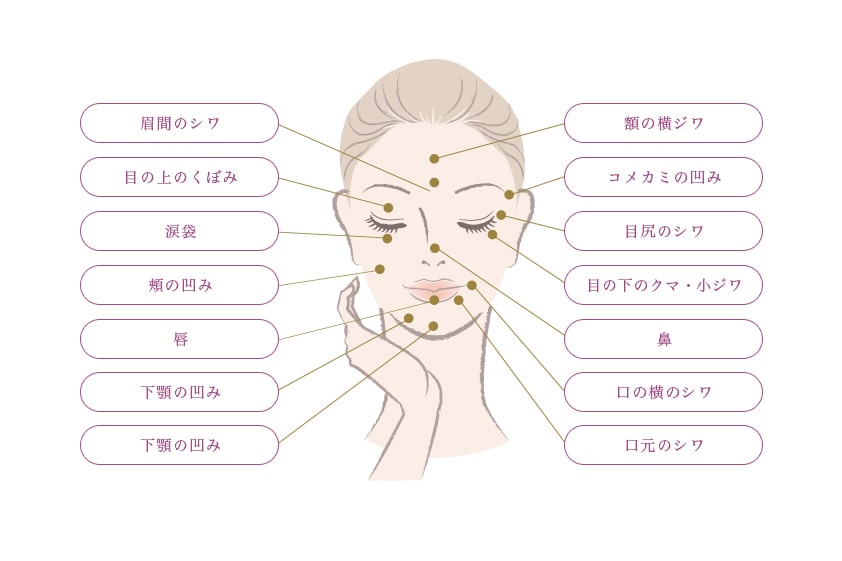 眉間のシワ
目の上のくぼみ
涙袋
頬の凹み
唇
下顎の凹み
下顎の凹み
額の横ジワ
コメカミの凹み
目尻のシワ
目の下のクマ・小ジワ
鼻
口の横のシワ
口元のシワ